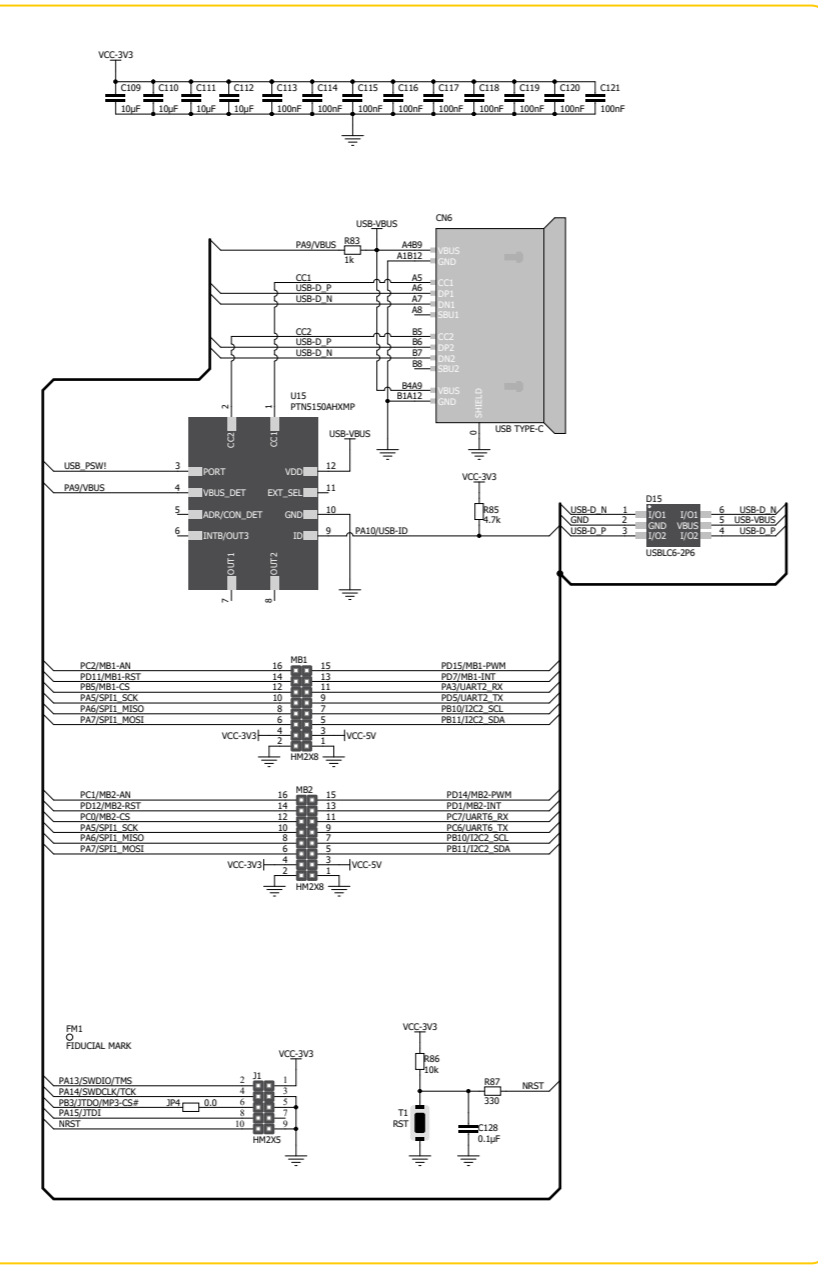 VCC-3V3
C109 C110 C111 C112 C113 C114 C115 C116 C117 C118 C119 C120 C121
10µF 10µF 10µF 10µF 100nF 100nF 100nF 100nF 100nF 100nF 100nF 100nF 100nF
CN6
USB-VBUS
PA9/VBUS R83 A4B9 VBUS
1k A1B12 GND
CC1 A5 CC1
USB-D_P A6 DP1
USB-D_N A7 DN1
A8 SBU1
CC2 B5 CC2
USB-D_P B6 DP2
USB-D_N B7 DN2
B8 SBU2
B4A9 VBUS
B1A12 GND
SHIELD
0
USB TYPE-C
U15
PTN5150AHXMP
2 1
CC2 CC1
USB-VBUS
USB_PSW! 3 PORT VDD 12
PA9/VBUS 4 VBUS_DET EXT_SEL 11
5 ADR/CON_DET GND 10
6 INTB/OUT3 ID 9 PA10/USB-ID
OUT1 OUT2
7 8
VCC-3V3
R85
4.7k
D15
USB-D_N 1 I/O1 I/O1 6 USB-D_N
GND 2 GND VBUS 5 USB-VBUS
USB-D_P 3 I/O2 I/O2 4 USB-D_P
USBLC6-2P6
MB1
PC2/MB1-AN 16 15 PD15/MB1-PWM
PD11/MB1-RST 14 13 PD7/MB1-INT
PB5/MB1-CS 12 11 PA3/UART2_RX
PA5/SPI1_SCK 10 9 PD5/UART2_TX
PA6/SPI1_MISO 8 7 PB10/I2C2_SCL
PA7/SPI1_MOSI 6 5 PB11/I2C2_SDA
VCC-3V3 4 3 VCC-5V
2 1
HM2X8
MB2
PC1/MB2-AN 16 15 PD14/MB2-PWM
PD12/MB2-RST 14 13 PD1/MB2-INT
PC0/MB2-CS 12 11 PC7/UART6_RX
PA5/SPI1_SCK 10 9 PC6/UART6_TX
PA6/SPI1_MISO 8 7 PB10/I2C2_SCL
PA7/SPI1_MOSI 6 5 PB11/I2C2_SDA
VCC-3V3 4 3 VCC-5V
2 1
HM2X8
FM1
FIDUCIAL MARK
VCC-3V3
J1
PA13/SWDIO/TMS 2 1
PA14/SWDCLK/TCK 4 3
PB3/JTDO/MP3-CS# JP4 0.0 6 5
PA15/JTDI 8 7
NRST 10 9
HM2X5
VCC-3V3
R86
10k
R87 NRST
330
T1
RST
C128
0.1µF